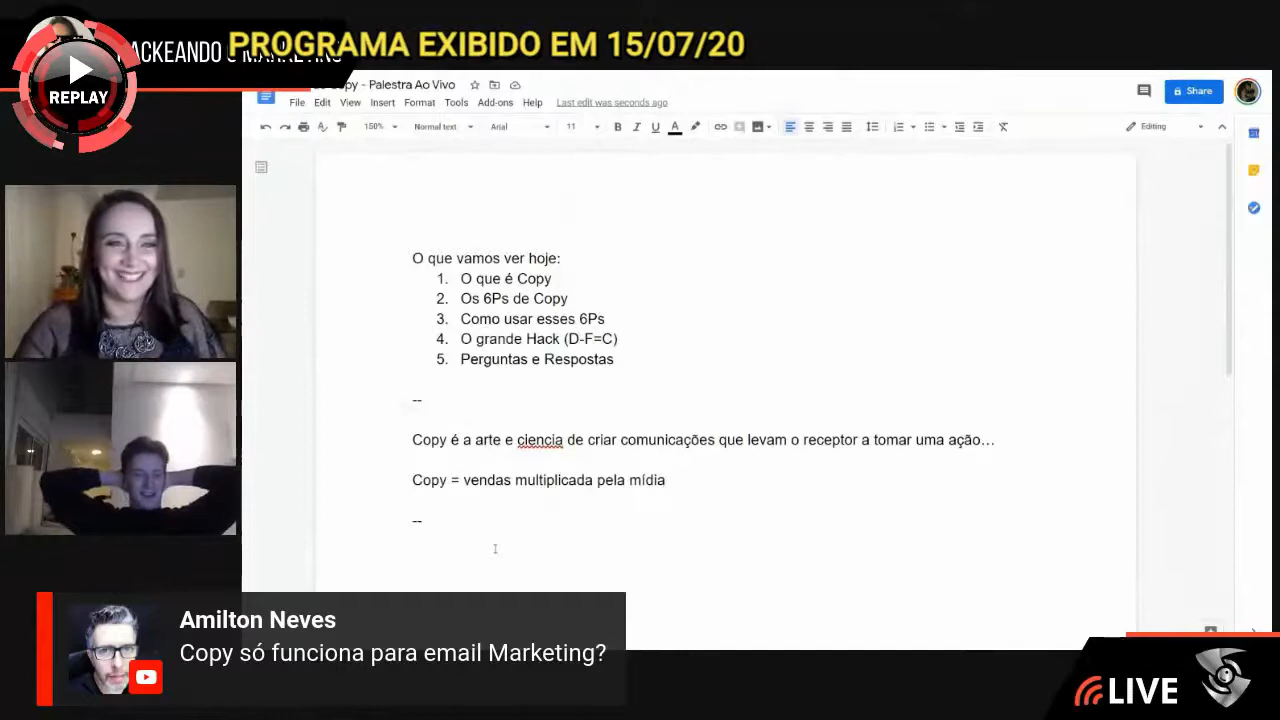 PROGRAMA EXIBIDO EM 15/07/20
REPLAY
Copy - Palestra Ao Vivo
File Edit View Insert Format Tools Add-ons Help Last edit was seconds ago
Share
150% Normal text Arial 11 B I U A Editing
O que vamos ver hoje:
1. O que é Copy
2. Os 6Ps de Copy
3. Como usar esses 6Ps
4. O grande Hack (D-F=C)
5. Perguntas e Respostas
--
Copy é a arte e ciencia de criar comunicações que levam o receptor a tomar uma ação…
Copy = vendas multiplicada pela mídia
--
Amilton Neves
Copy só funciona para email Marketing?
LIVE